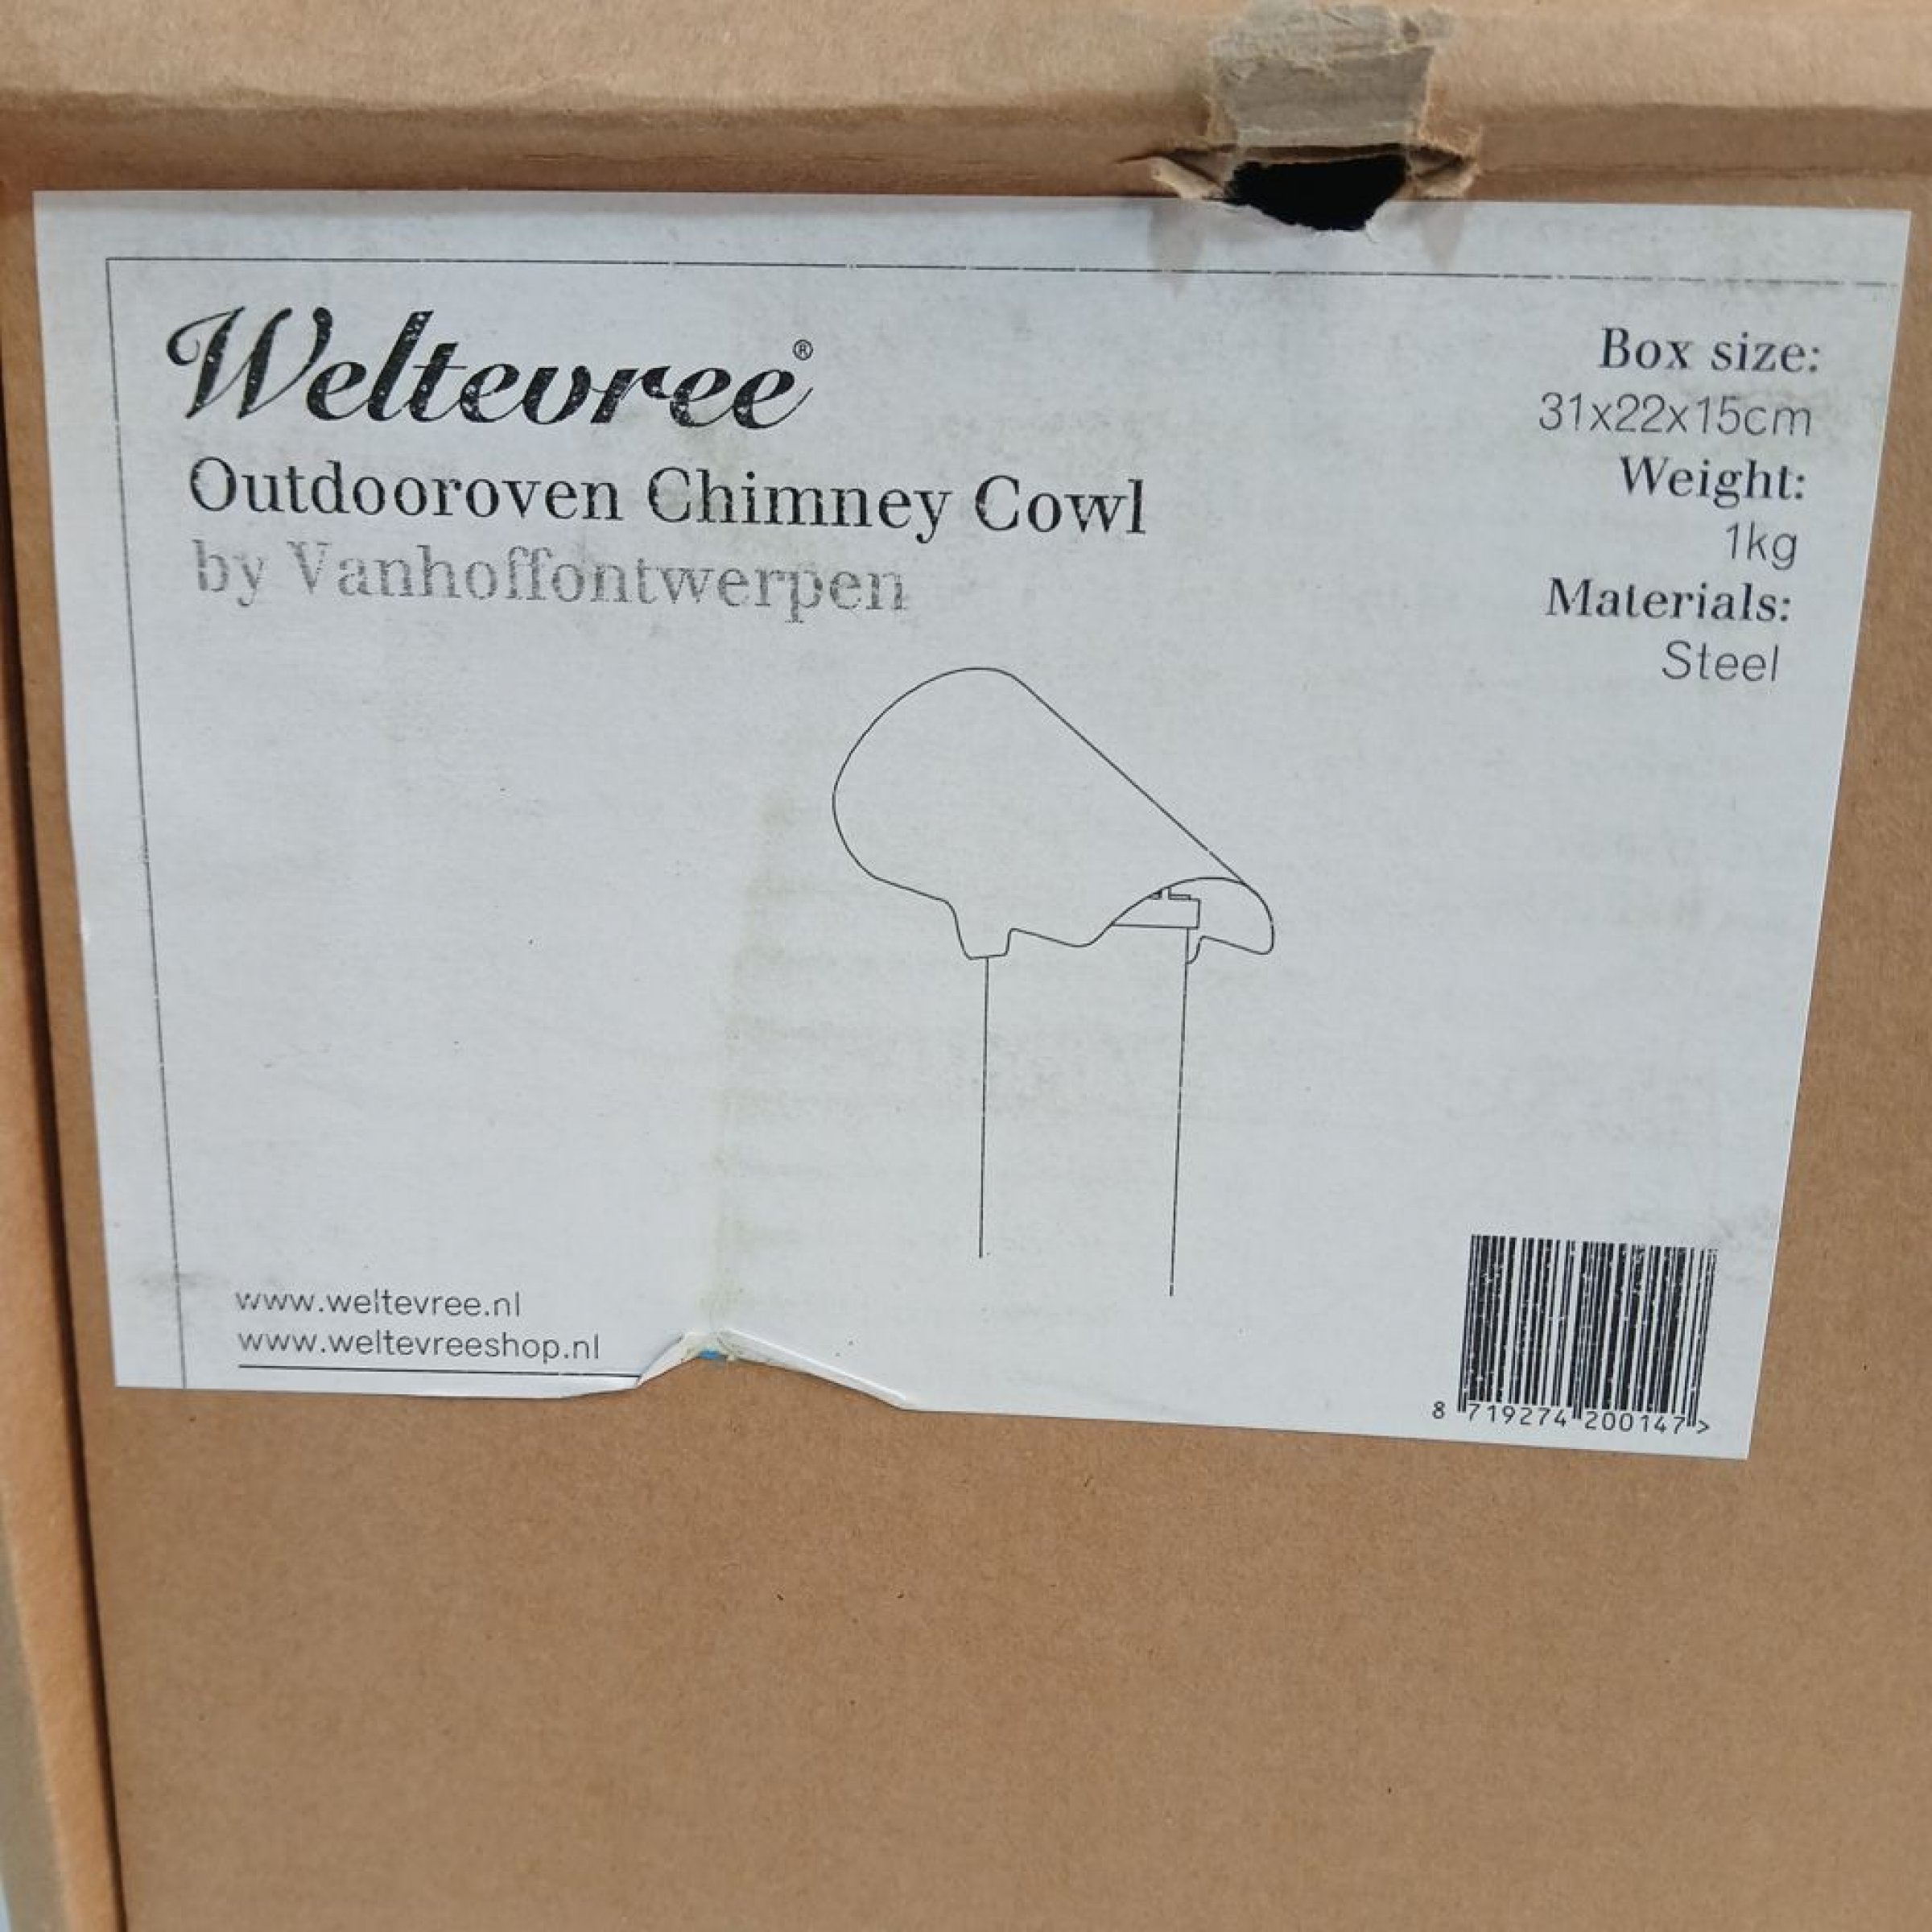 Weltevree®
Outdooroven Chimney Cowl
by Vanhoffontwerpen
Box size:
31x22x15cm
Weight:
1kg
Materials:
Steel
www.weltevree.nl
www.weltevreeshop.nl
8 719274 200147 >